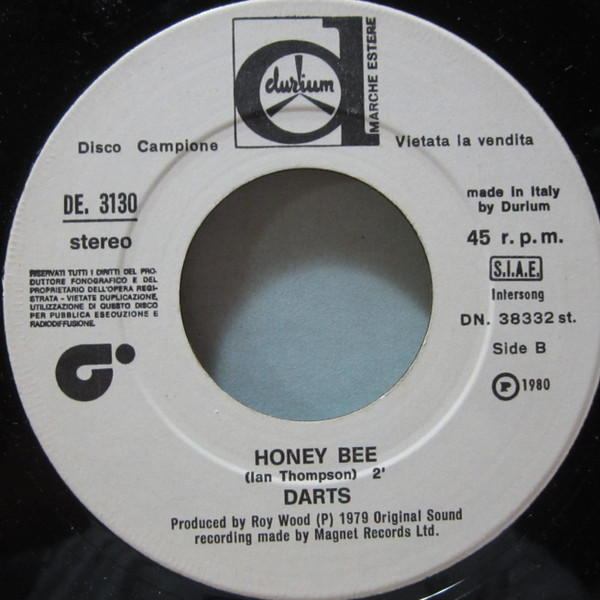 durium
MARCHE ESTERE
Disco Campione
Vietata la vendita
DE. 3130
stereo
RISERVATI TUTTI I DIRITTI DEL PRO-
DUTTORE FONOGRAFICO E DEL
PROPRIETARIO DELL'OPERA REGI-
STRATA - VIETATE DUPLICAZIONE,
UTILIZZAZIONE DI QUESTO DISCO
PER PUBBLICA ESECUZIONE E
RADIODIFFUSIONE.
made in Italy
by Durium
45 r.p.m.
S.I.A.E.
Intersong
DN. 38332 st.
Side B
℗ 1980
HONEY BEE
(Ian Thompson) 2'
DARTS
Produced by Roy Wood (P) 1979 Original Sound
recording made by Magnet Records Ltd.